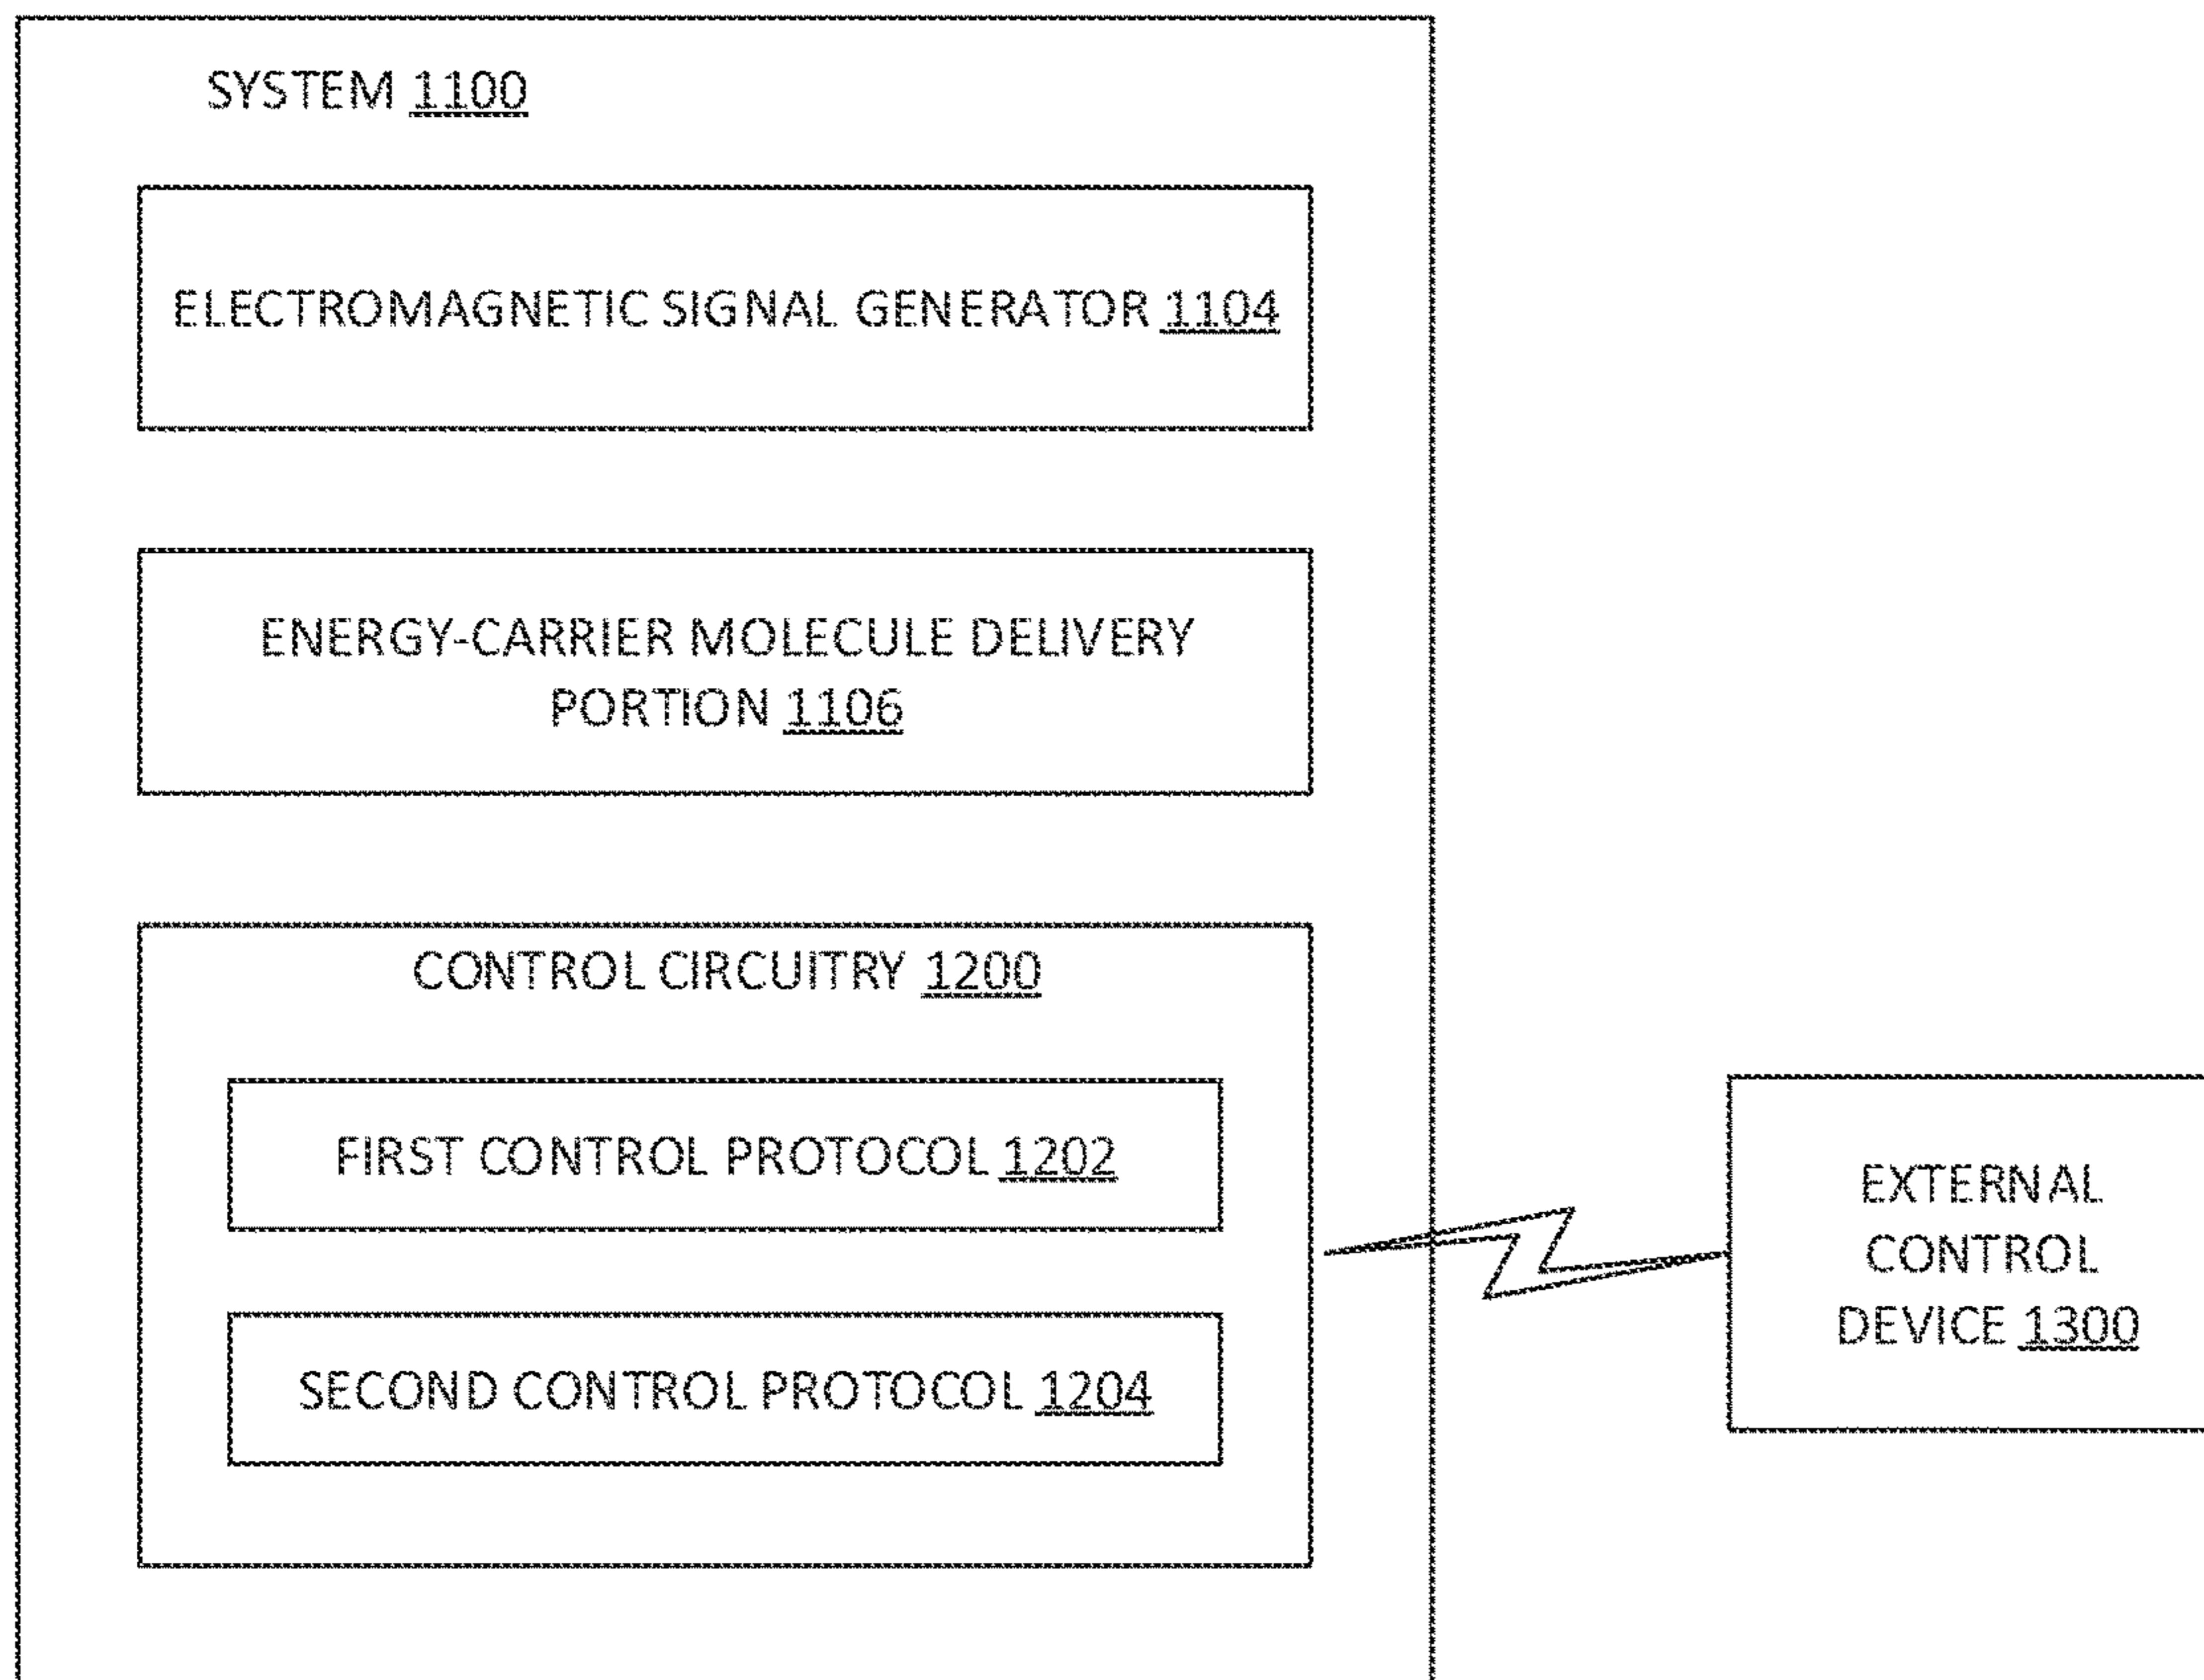 SYSTEM 1100
ELECTROMAGNETIC SIGNAL GENERATOR 1104
ENERGY-CARRIER MOLECULE DELIVERY
PORTION 1106
CONTROL CIRCUITRY 1200
FIRST CONTROL PROTOCOL 1202
SECOND CONTROL PROTOCOL 1204
EXTERNAL
CONTROL
DEVICE 1300